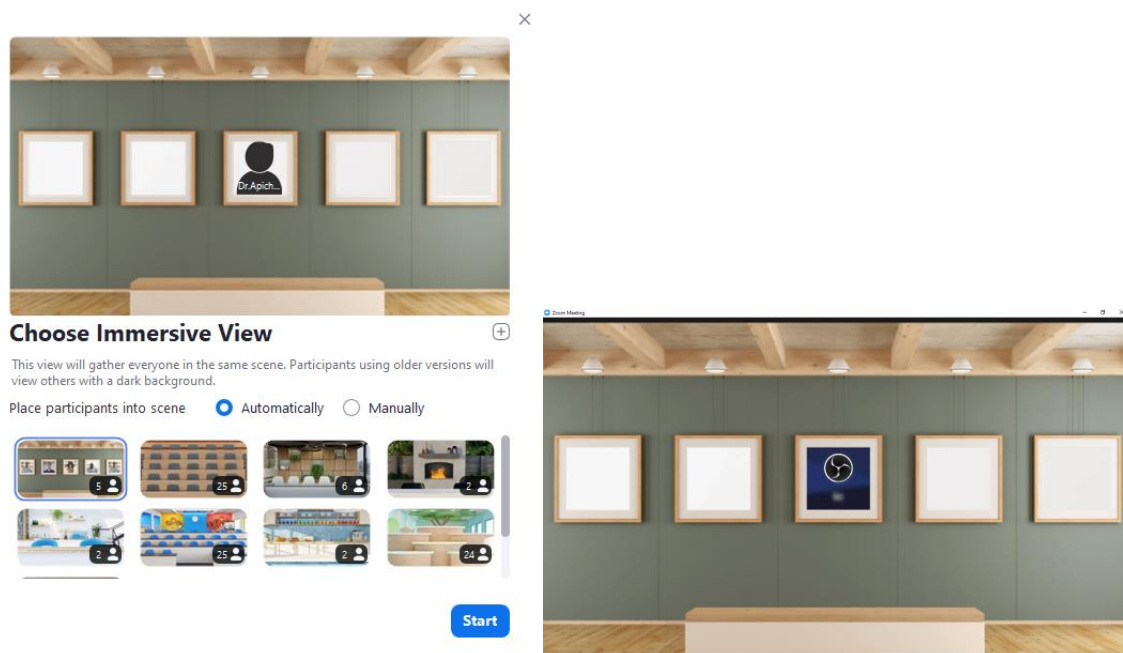 Dr.Apich...
Choose Immersive View
This view will gather everyone in the same scene. Participants using older versions will
view others with a dark background.
Place participants into scene Automatically Manually
5 25 6 2
2 25 2 24
Start
Zoom Meeting